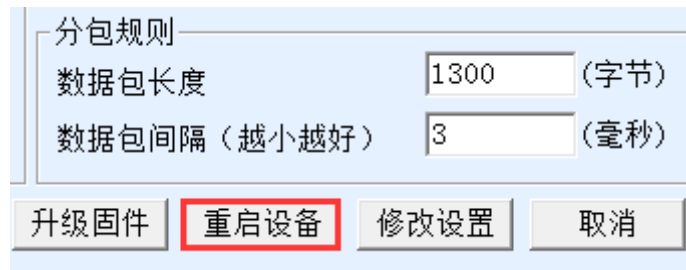 分包规则
数据包长度 1300 (字节)
数据包间隔（越小越好） 3 (毫秒)
升级固件 重启设备 修改设置 取消